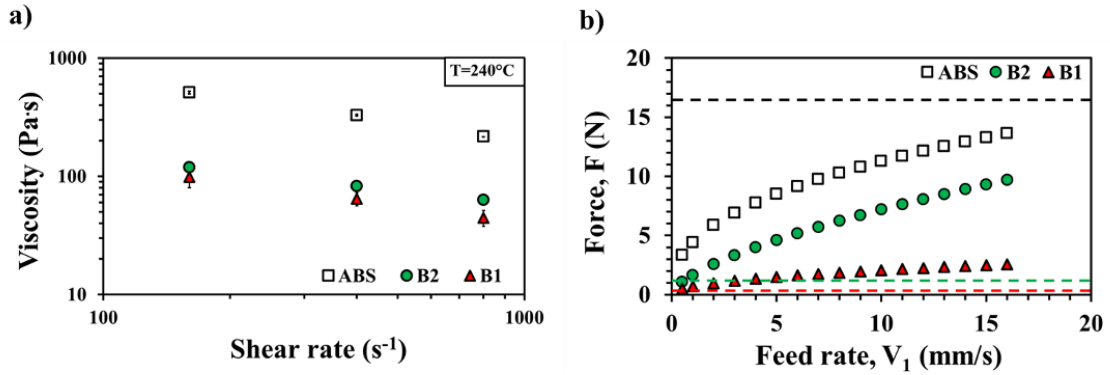 a)
1000
100
10
100
1000
Viscosity (Pa·s)
Shear rate (s⁻¹)
T=240°C
ABS B2 B1
b)
20
15
10
5
0
0 5 10 15 20
Force, F (N)
Feed rate, V₁ (mm/s)
ABS B2 B1